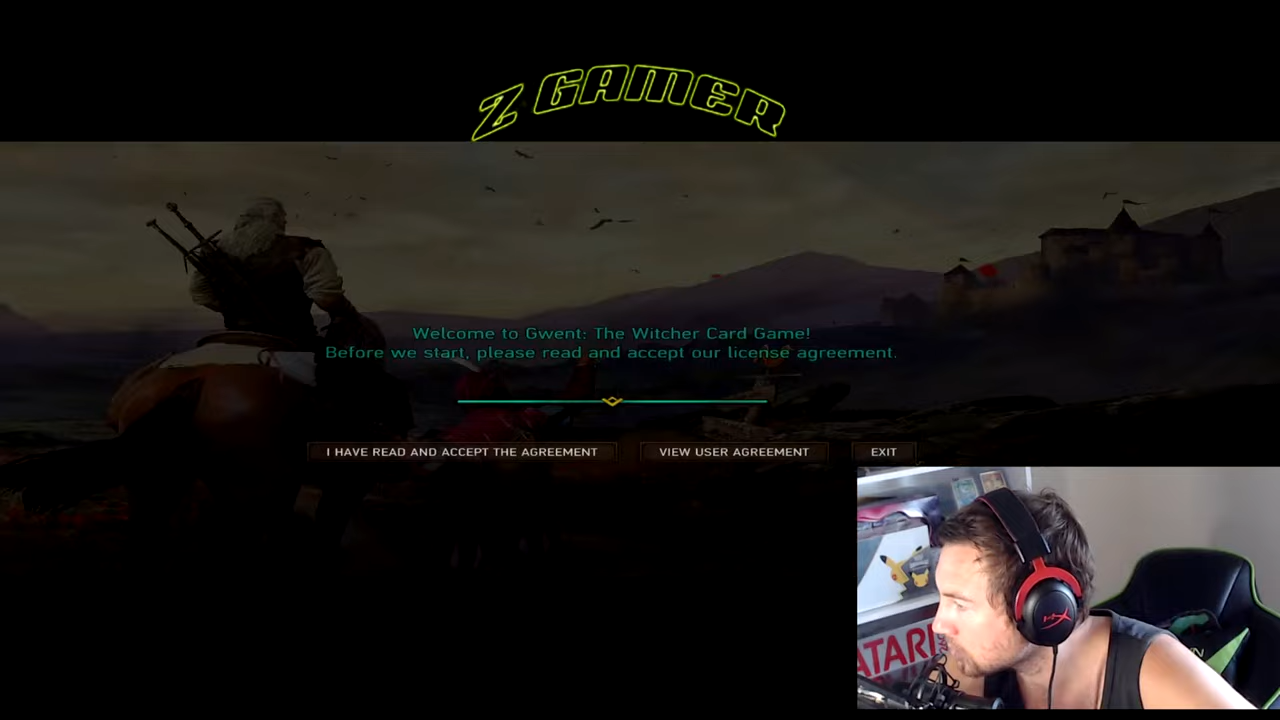 Z GAMER
Welcome to Gwent: The Witcher Card Game!
Before we start, please read and accept our license agreement.
I HAVE READ AND ACCEPT THE AGREEMENT
VIEW USER AGREEMENT
EXIT
ATARI